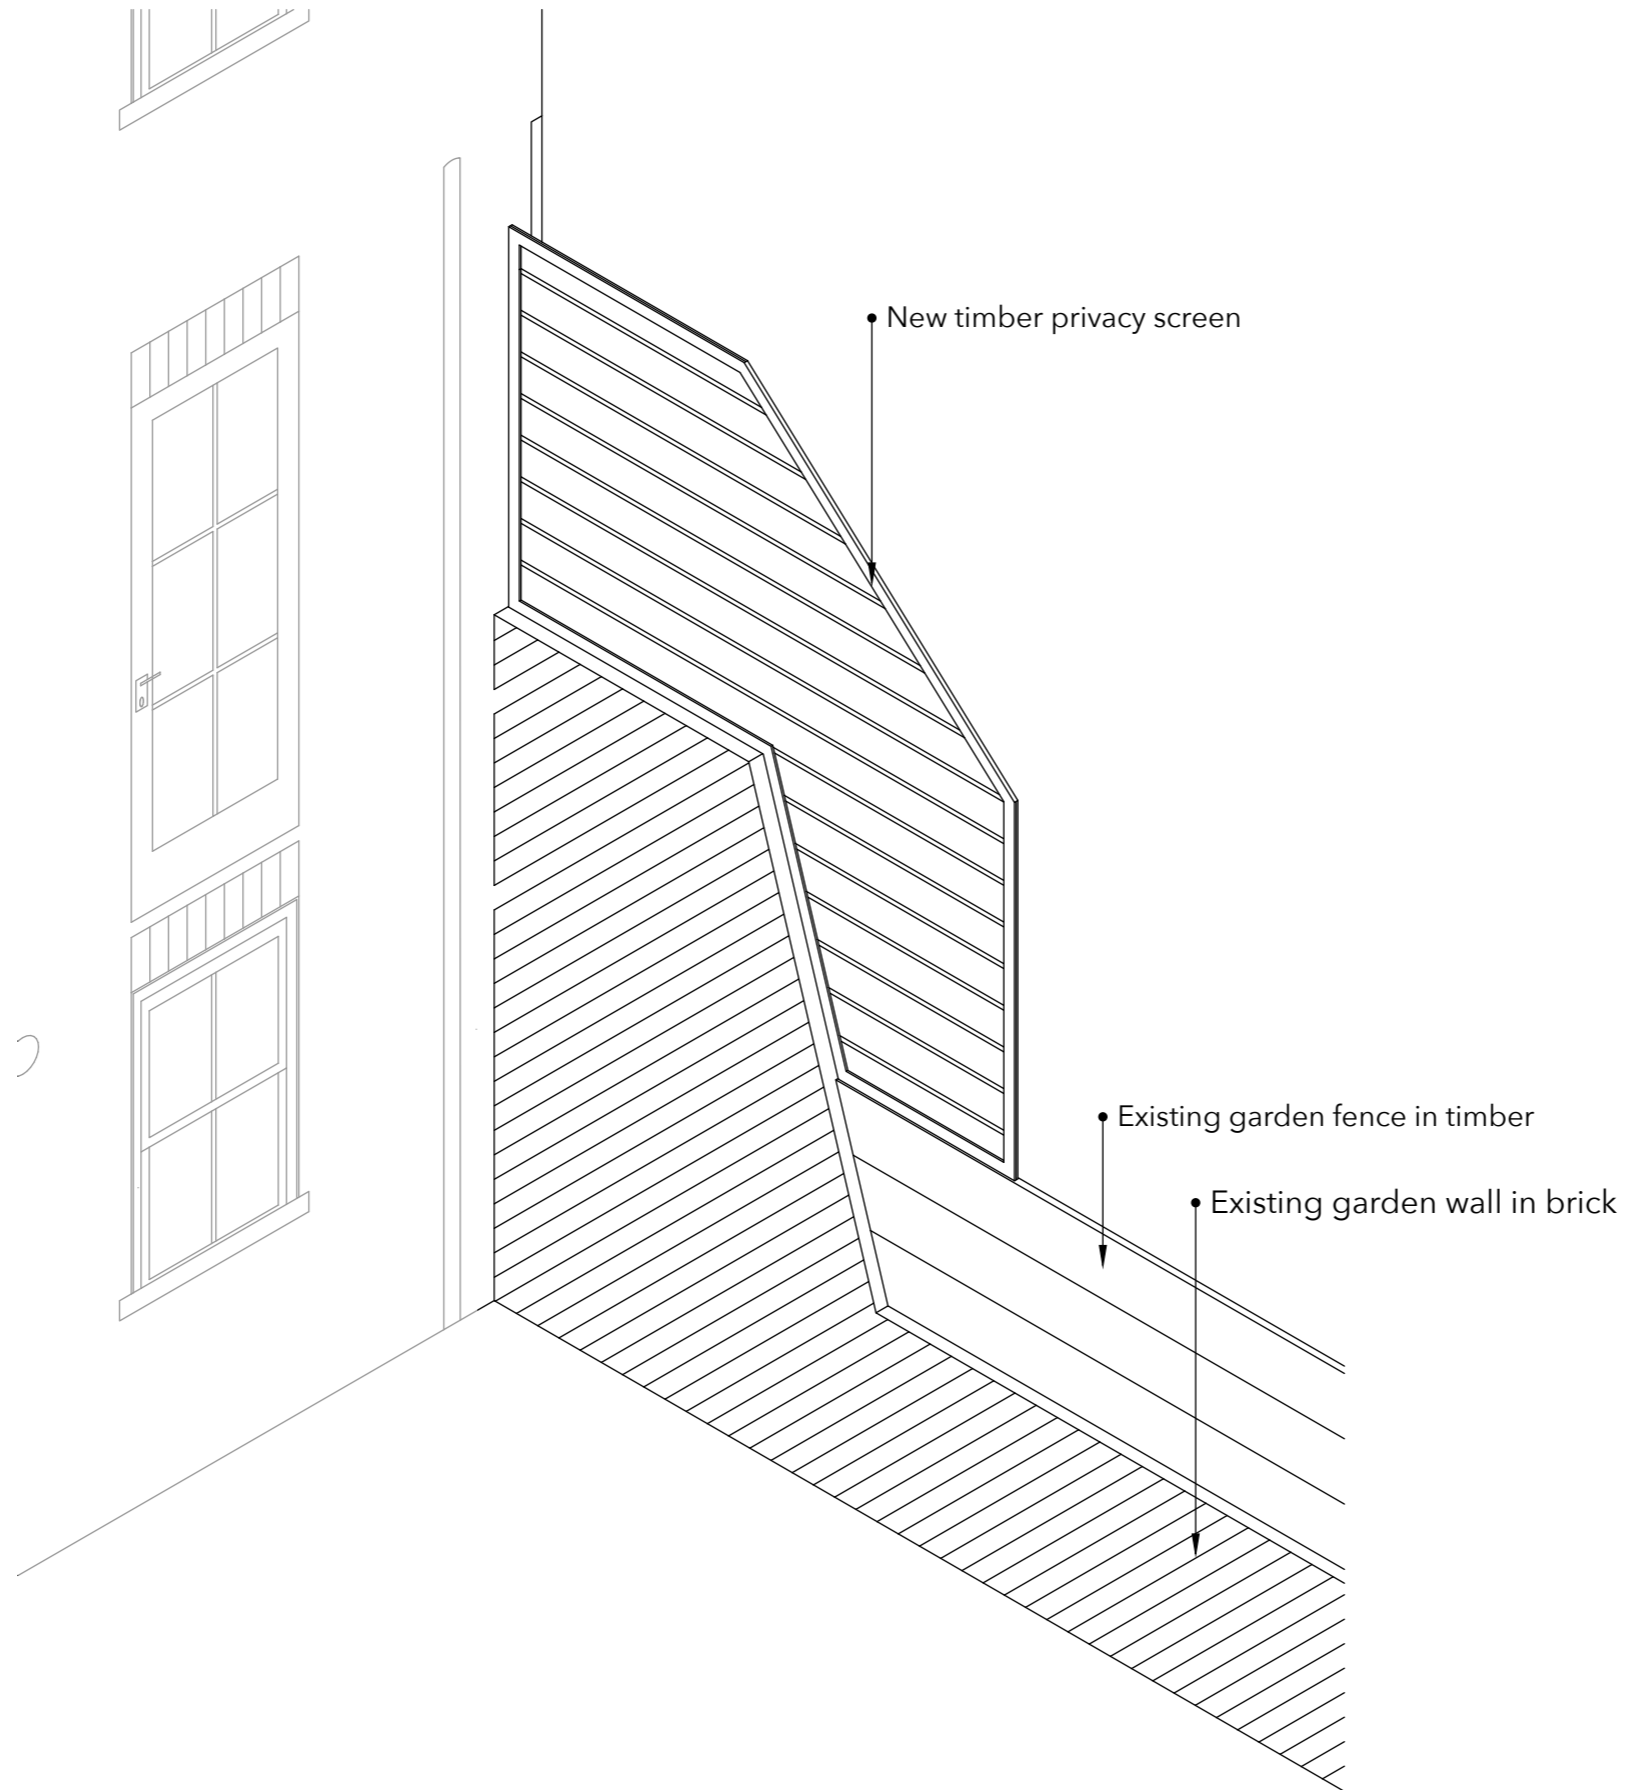 New timber privacy screen
Existing garden fence in timber
Existing garden wall in brick